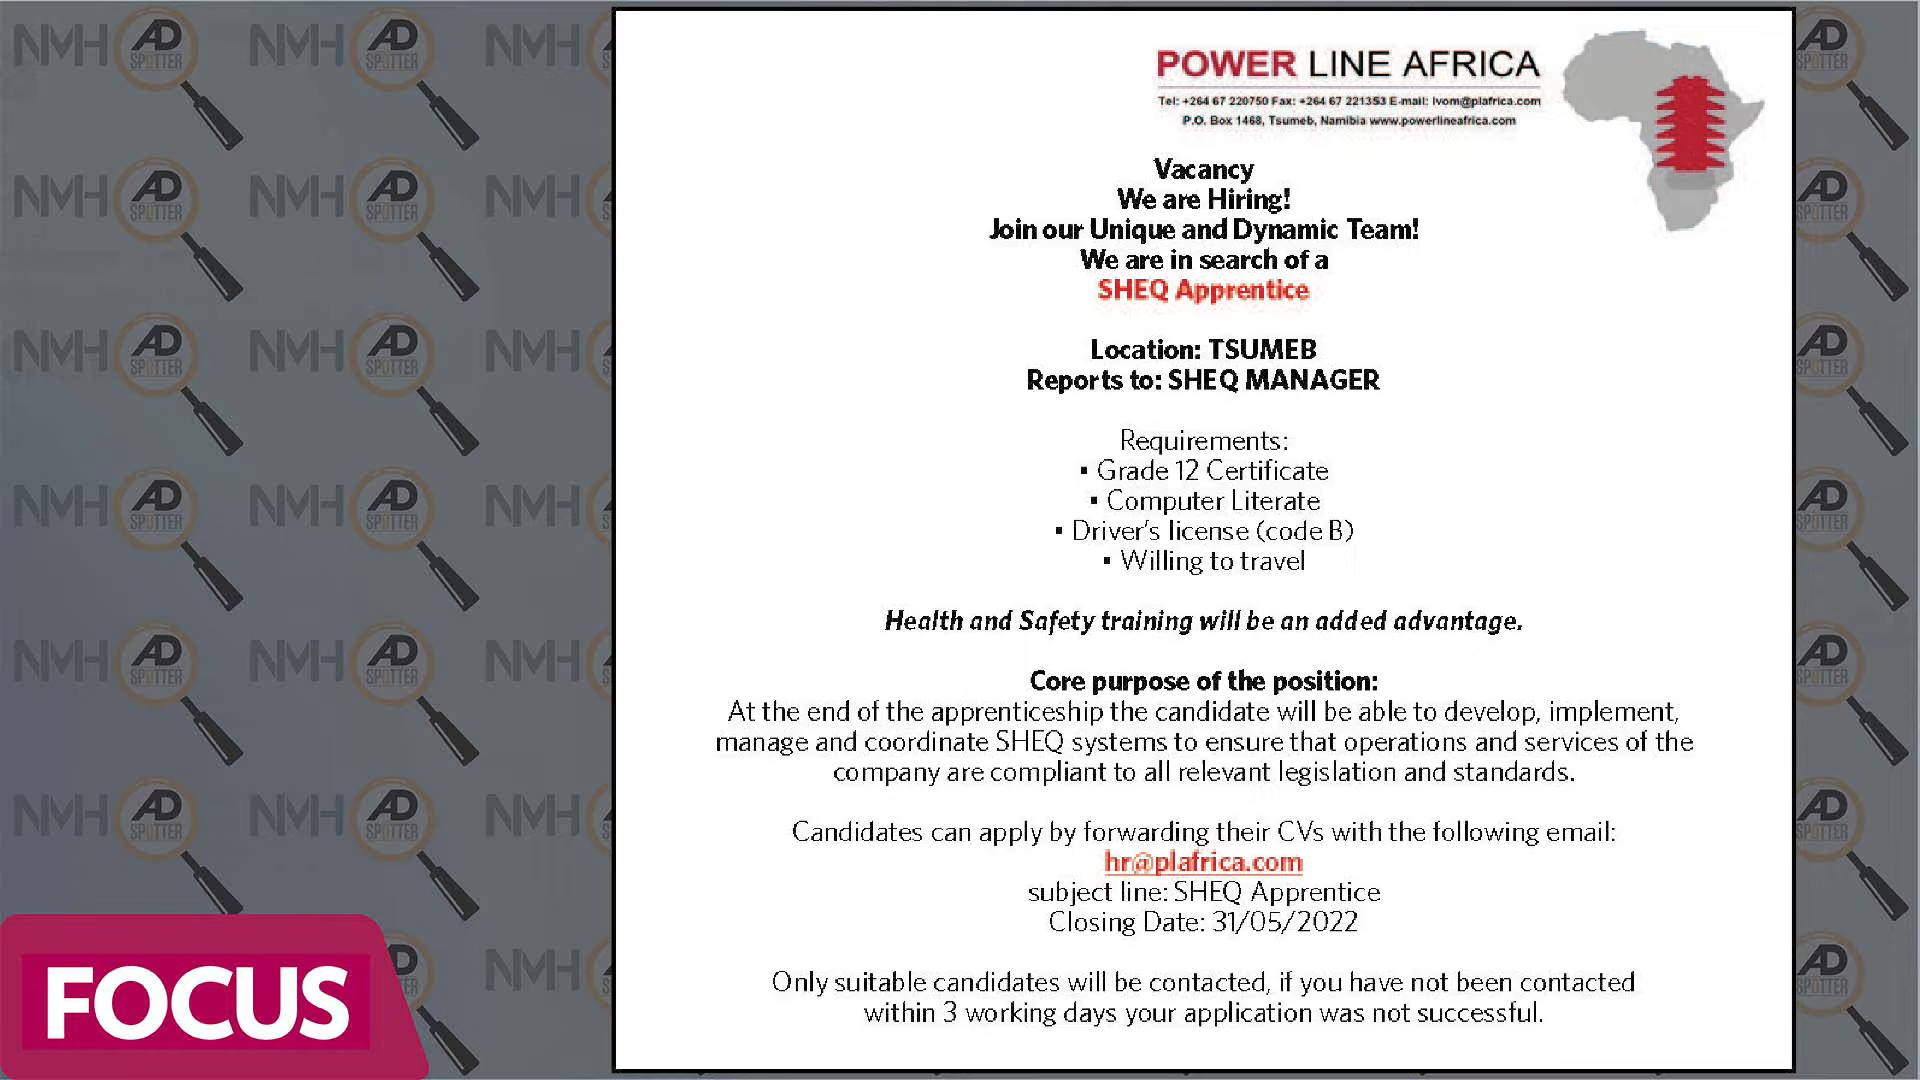 POWER LINE AFRICA
Tel: +264 67 220750 Fax: +264 67 221353 E-mail: lvom@plafrica.com
P.O. Box 1468, Tsumeb, Namibia www.powerlineafrica.com
Vacancy
We are Hiring!
Join our Unique and Dynamic Team!
We are in search of a
SHEQ Apprentice
Location: TSUMEB
Reports to: SHEQ MANAGER
Requirements:
▪ Grade 12 Certificate
▪ Computer Literate
▪ Driver's license (code B)
▪ Willing to travel
Health and Safety training will be an added advantage.
Core purpose of the position:
At the end of the apprenticeship the candidate will be able to develop, implement,
manage and coordinate SHEQ systems to ensure that operations and services of the
company are compliant to all relevant legislation and standards.
Candidates can apply by forwarding their CVs with the following email:
hr@plafrica.com
subject line: SHEQ Apprentice
Closing Date: 31/05/2022
Only suitable candidates will be contacted, if you have not been contacted
within 3 working days your application was not successful.
NMH AD SPOTTER
FOCUS